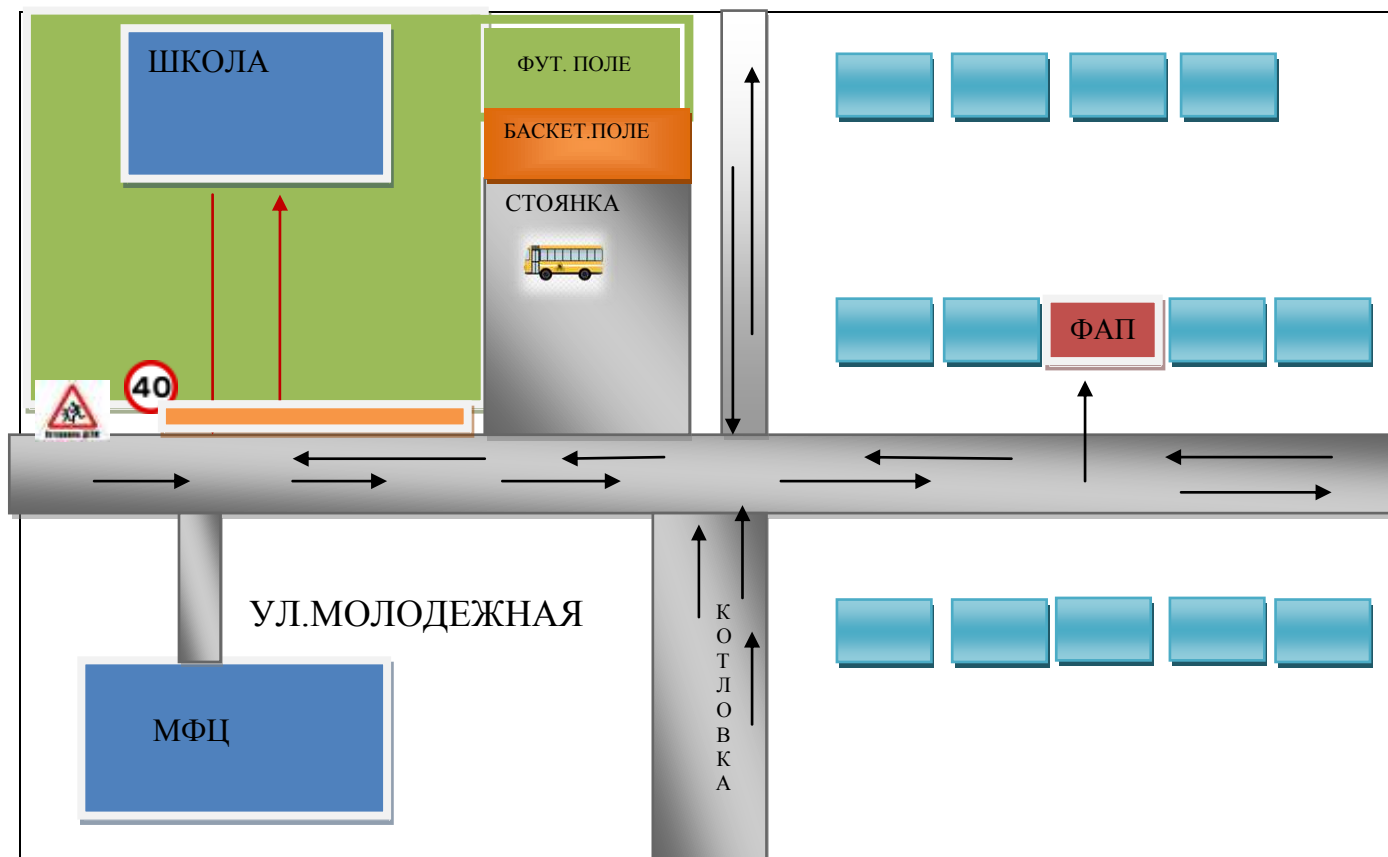 ШКОЛА
ФУТ. ПОЛЕ
БАСКЕТ.ПОЛЕ
СТОЯНКА
ФАП
40
УЛ.МОЛОДЕЖНАЯ
К
О
Т
Л
О
В
К
А
МФЦ